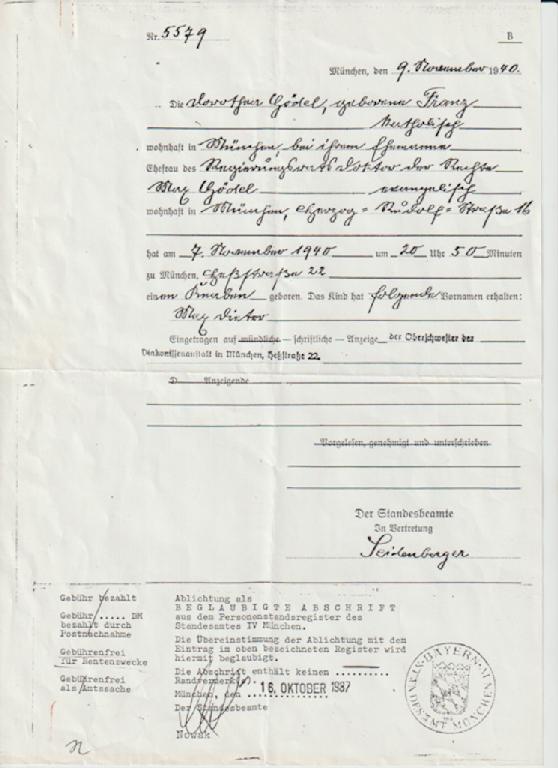 Nr. 5579 B
München, den 9. November 1940.
Die Dorothea Gödel, geborene Franz
katholisch
wohnhaft in München, bei ihrem Ehemanne
Ehefrau des Regierungsrats Doktor der Rechte
Max Gödel evangelisch
wohnhaft in München, Herzog-Rudolf-Straße 16
hat am 7. November 1940 um 20 Uhr 50 Minuten
zu München, Heßstraße 22
einen Knaben geboren. Das Kind hat folgende Vornamen erhalten:
Max Dieter
Eingetragen auf mündliche – schriftliche – Anzeige der Oberschwester der
Diakonissenanstalt in München, Heßstraße 22.
D Anzeigende
Vorgelesen, genehmigt und unterschrieben
Der Standesbeamte
In Vertretung
Seidenberger
Gebühr bezahlt
Gebühr ..... DM
bezahlt durch
Postnachnahme
Gebührenfrei
für Rentenzwecke
Gebührenfrei
als Amtssache
Ablichtung als
BEGLAUBIGTE ABSCHRIFT
aus dem Personenstandsregister des
Standesamtes IV München.
Die Übereinstimmung der Ablichtung mit dem
Eintrag im oben bezeichneten Register wird
hiermit beglaubigt.
Die Abschrift enthält keinen ..........
Randvermerk.
München, den 16. OKTOBER 1987
Der Standesbeamte
Nowak
BAYERN
STANDESAMT MÜNCHEN